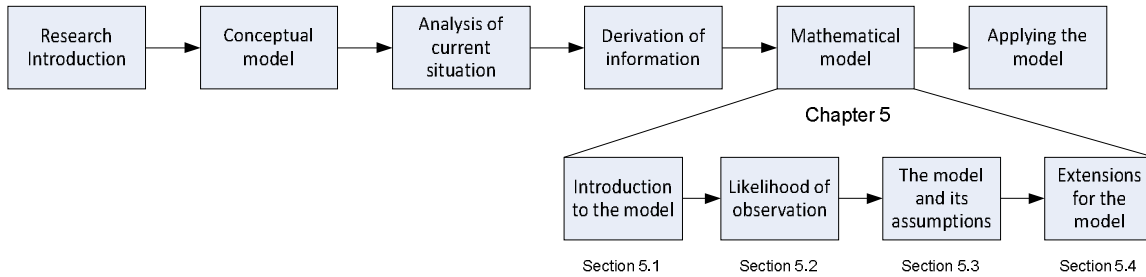 Research
Introduction
Conceptual
model
Analysis of
current
situation
Derivation of
information
Mathematical
model
Applying the
model
Chapter 5
Introduction
to the model
Likelihood of
observation
The model
and its
assumptions
Extensions
for the
model
Section 5.1
Section 5.2
Section 5.3
Section 5.4